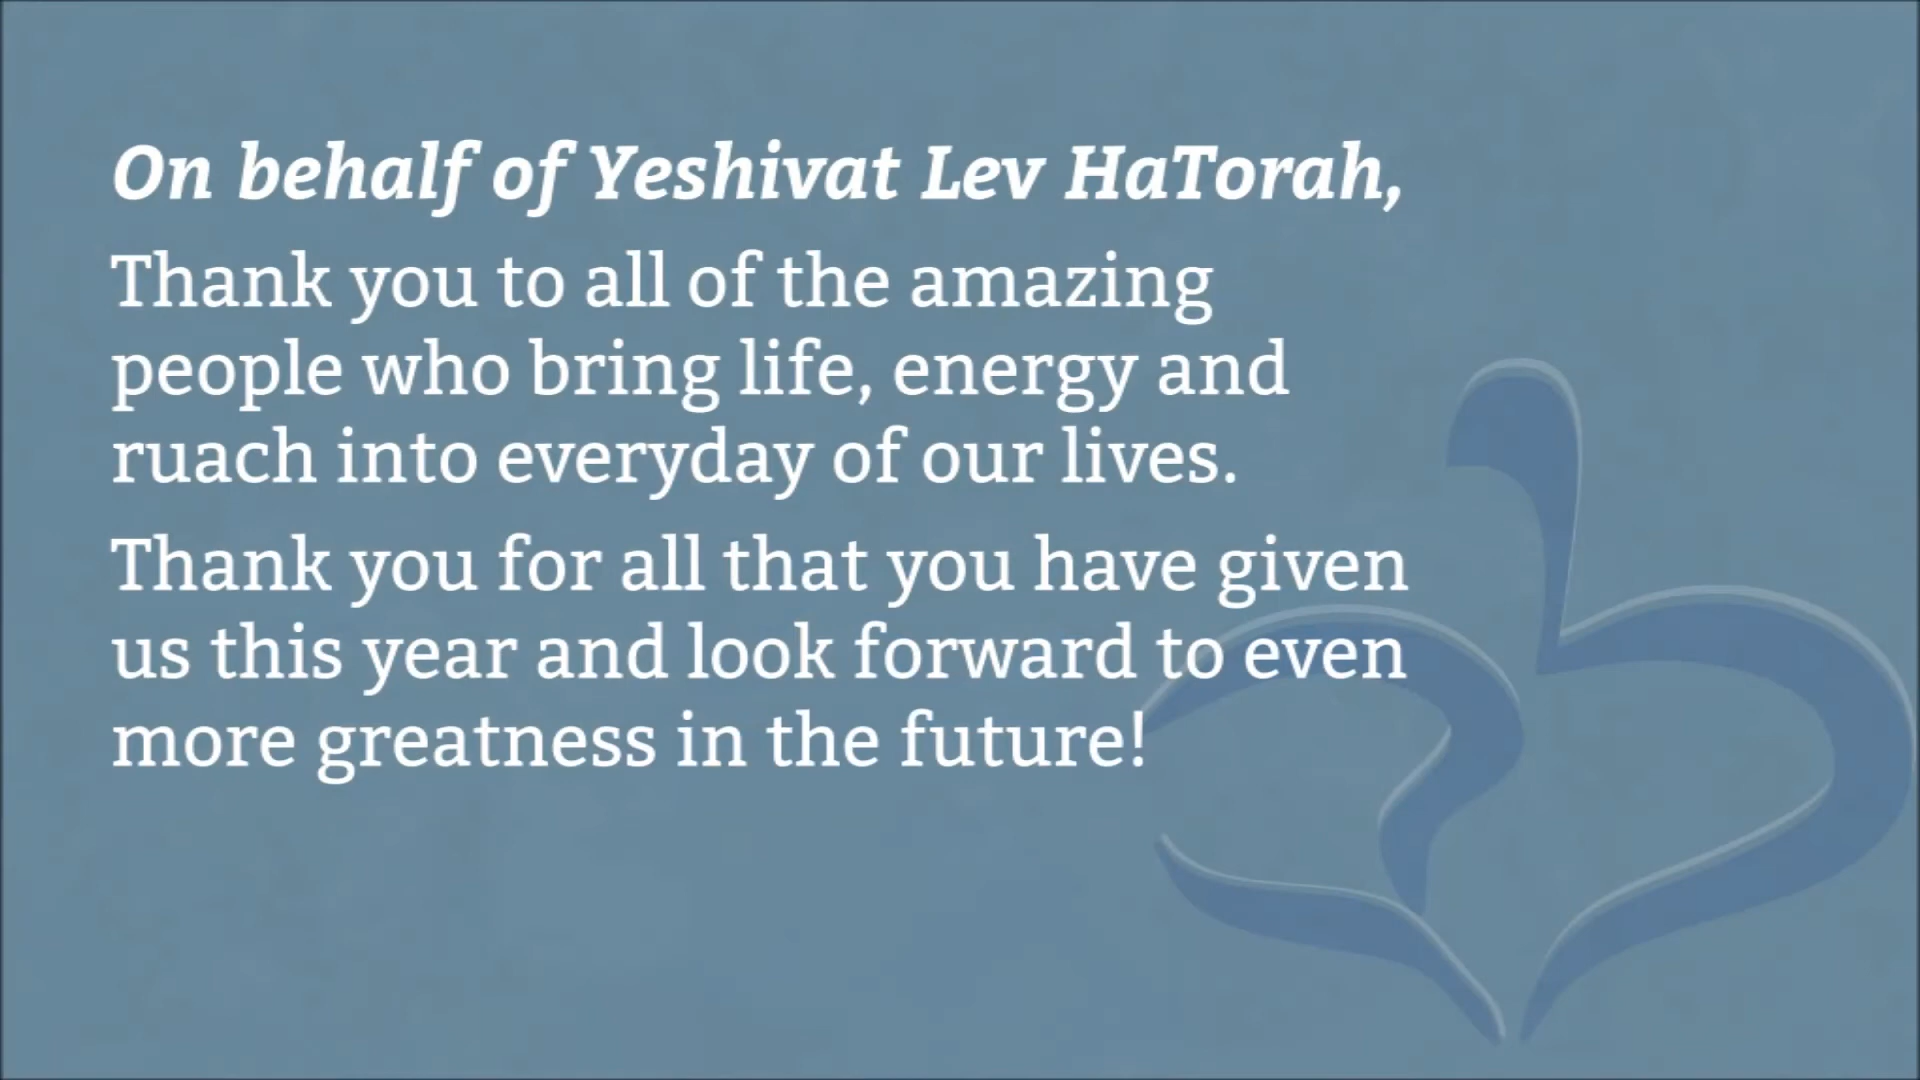 On behalf of Yeshivat Lev HaTorah,
Thank you to all of the amazing
people who bring life, energy and
ruach into everyday of our lives.
Thank you for all that you have given
us this year and look forward to even
more greatness in the future!